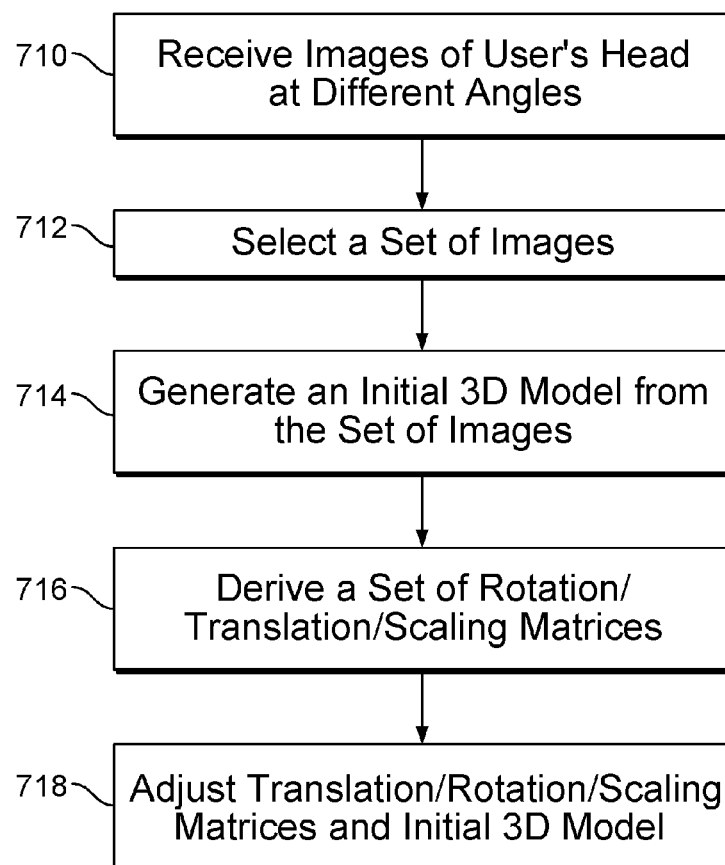 710
Receive Images of User's Head
at Different Angles
712
Select a Set of Images
714
Generate an Initial 3D Model from
the Set of Images
716
Derive a Set of Rotation/
Translation/Scaling Matrices
718
Adjust Translation/Rotation/Scaling
Matrices and Initial 3D Model